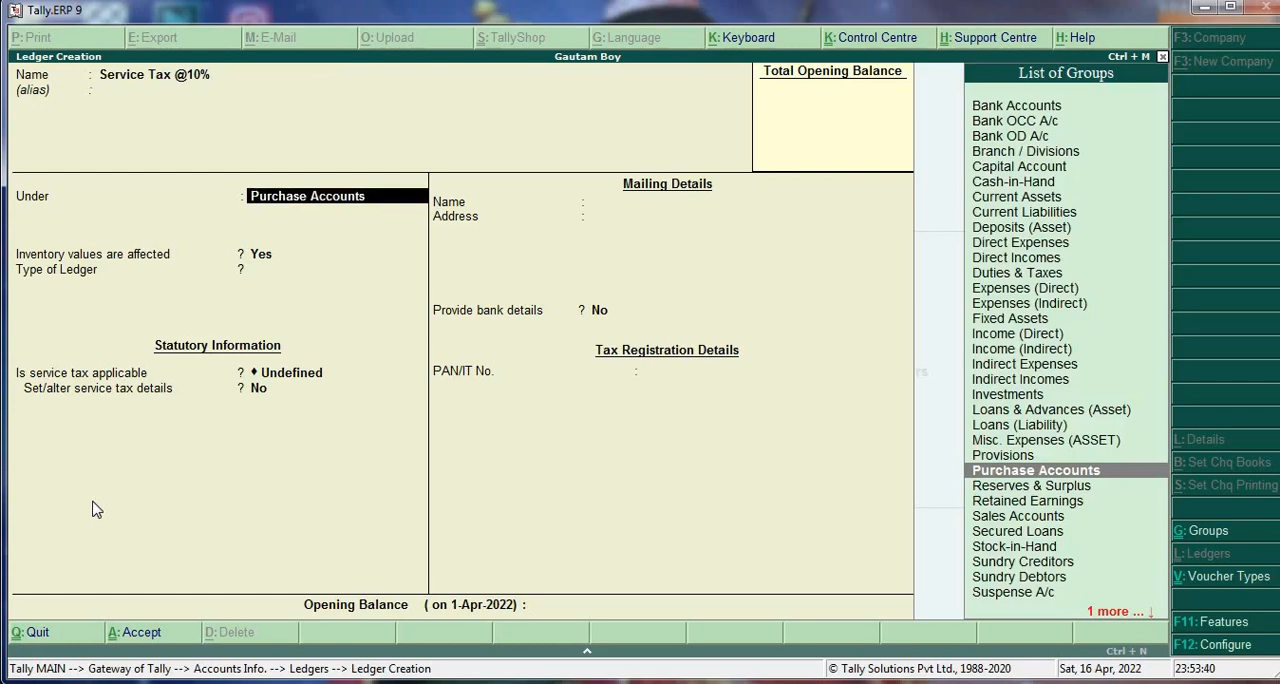 Tally.ERP 9
P: Print E: Export M: E-Mail O: Upload S: TallyShop G: Language K: Keyboard K: Control Centre H: Support Centre H: Help
F3: Company
F3: New Company
Ledger Creation Gautam Boy Ctrl + M
Name : Service Tax @10%
(alias) :
Total Opening Balance
Under : Purchase Accounts
Inventory values are affected ? Yes
Type of Ledger ?
Statutory Information
Is service tax applicable ? ♦ Undefined
Set/alter service tax details ? No
Mailing Details
Name :
Address :
Provide bank details ? No
Tax Registration Details
PAN/IT No. :
Opening Balance ( on 1-Apr-2022) :
List of Groups
Bank Accounts
Bank OCC A/c
Bank OD A/c
Branch / Divisions
Capital Account
Cash-in-Hand
Current Assets
Current Liabilities
Deposits (Asset)
Direct Expenses
Direct Incomes
Duties & Taxes
Expenses (Direct)
Expenses (Indirect)
Fixed Assets
Income (Direct)
Income (Indirect)
Indirect Expenses
Indirect Incomes
Investments
Loans & Advances (Asset)
Loans (Liability)
Misc. Expenses (ASSET)
Provisions
Purchase Accounts
Reserves & Surplus
Retained Earnings
Sales Accounts
Secured Loans
Stock-in-Hand
Sundry Creditors
Sundry Debtors
Suspense A/c
1 more ... ↓
L: Details
B: Set Chq Books
S: Set Chq Printing
G: Groups
L: Ledgers
V: Voucher Types
F11: Features
F12: Configure
Q: Quit A: Accept D: Delete
Ctrl + N
Tally MAIN --> Gateway of Tally --> Accounts Info. --> Ledgers --> Ledger Creation © Tally Solutions Pvt Ltd., 1988-2020 Sat, 16 Apr, 2022 23:53:40